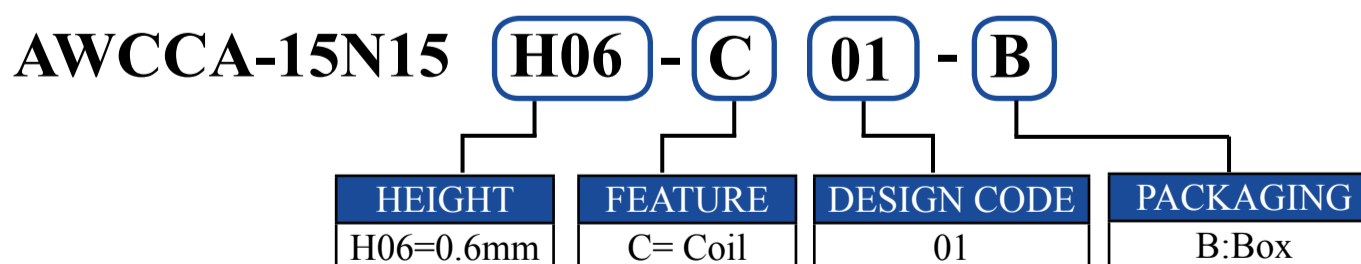 AWCCA-15N15 H06 - C 01 - B
HEIGHT FEATURE DESIGN CODE PACKAGING
H06=0.6mm C= Coil 01 B:Box